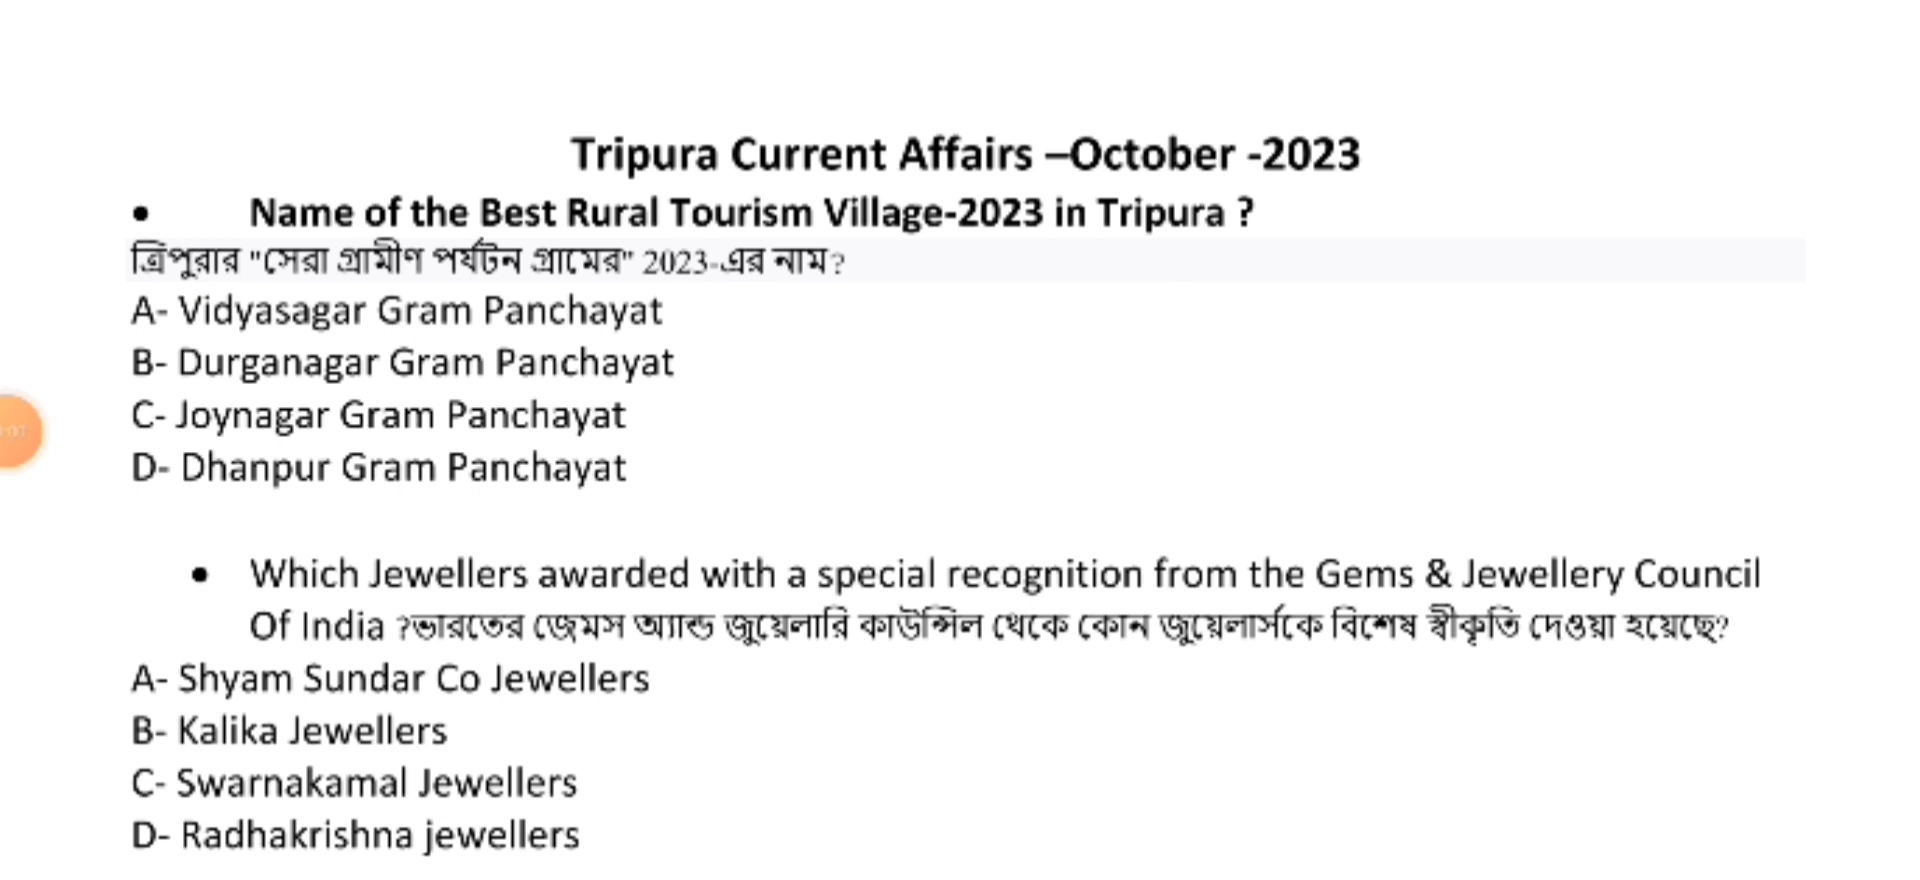 Tripura Current Affairs –October -2023
• Name of the Best Rural Tourism Village-2023 in Tripura ?
ত্রিপুরার "সেরা গ্রামীণ পর্যটন গ্রামের" 2023-এর নাম?
A- Vidyasagar Gram Panchayat
B- Durganagar Gram Panchayat
C- Joynagar Gram Panchayat
D- Dhanpur Gram Panchayat
• Which Jewellers awarded with a special recognition from the Gems & Jewellery Council
Of India ?ভারতের জেমস অ্যান্ড জুয়েলারি কাউন্সিল থেকে কোন জুয়েলার্সকে বিশেষ স্বীকৃতি দেওয়া হয়েছে?
A- Shyam Sundar Co Jewellers
B- Kalika Jewellers
C- Swarnakamal Jewellers
D- Radhakrishna jewellers